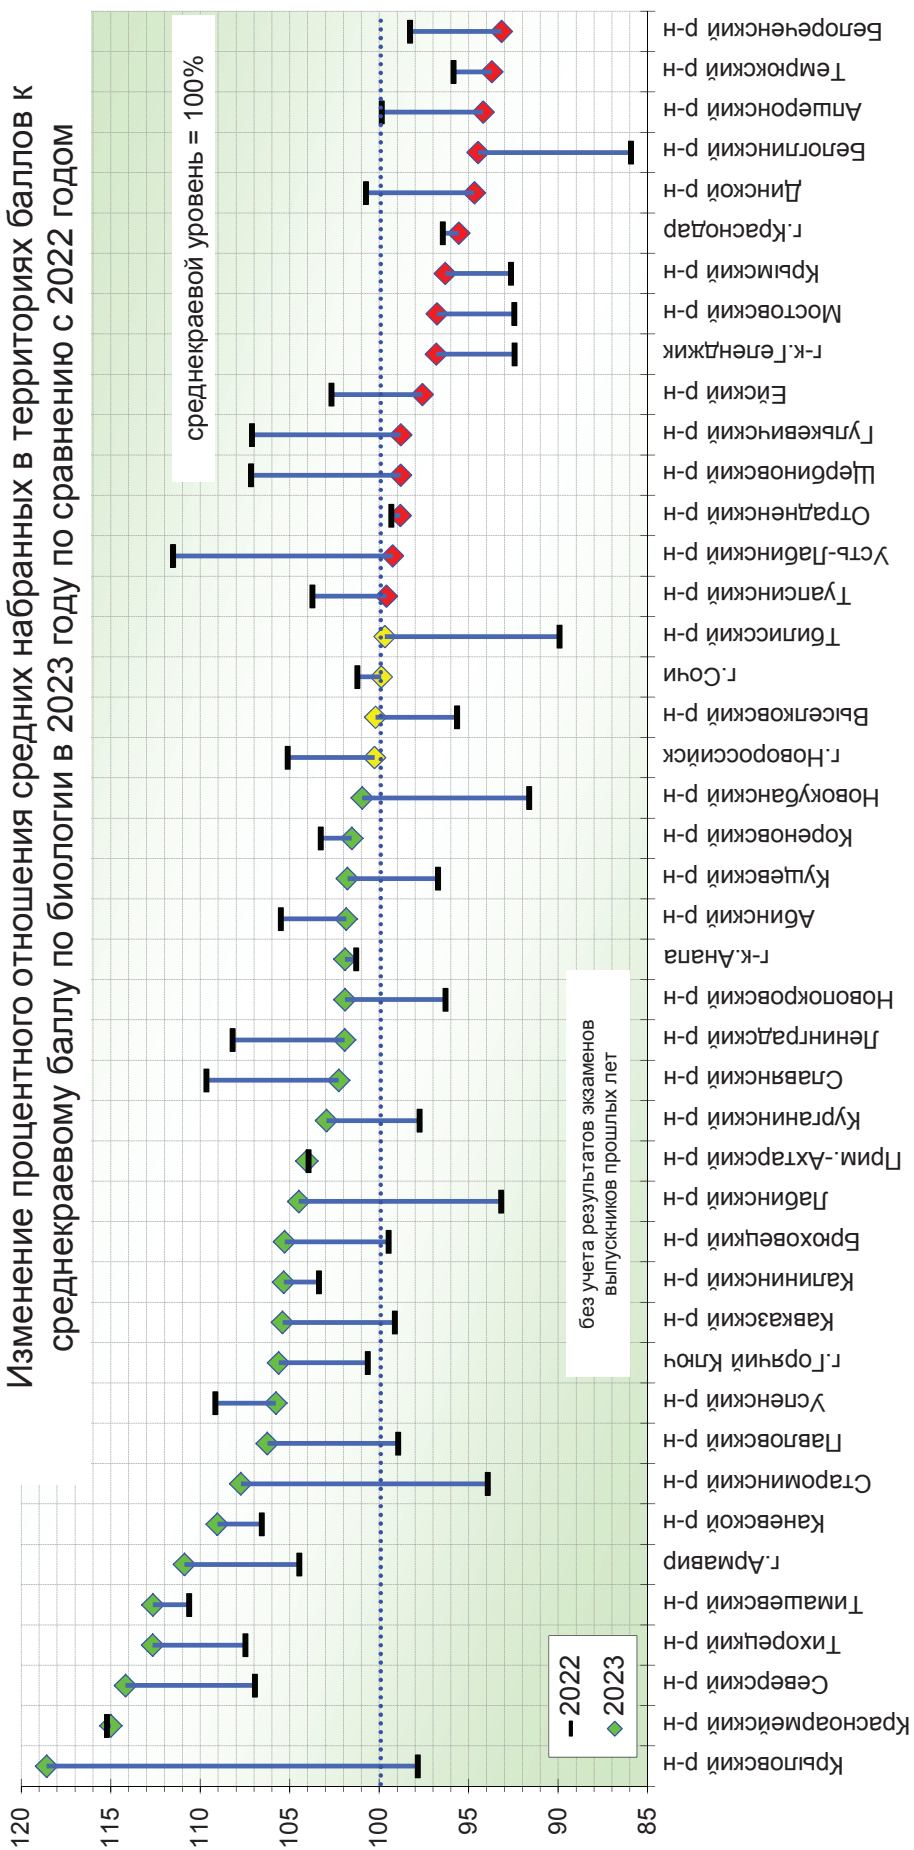 Изменение процентного отношения средних набранных в территориях баллов к
среднекраевому баллу по биологии в 2023 году по сравнению с 2022 годом
среднекраевой уровень = 100%
без учета результатов экзаменов
выпускников прошлых лет
2022
2023
120
115
110
105
100
95
90
85
Крыловский р-н
Красноармейский р-н
Северский р-н
Тихорецкий р-н
Тимашевский р-н
г.Армавир
Каневской р-н
Староминский р-н
Павловский р-н
Успенский р-н
г.Горячий Ключ
Кавказский р-н
Калининский р-н
Брюховецкий р-н
Лабинский р-н
Прим.-Ахтарский р-н
Курганинский р-н
Славянский р-н
Ленинградский р-н
Новопокровский р-н
г-к.Анапа
Абинский р-н
Кущевский р-н
Кореновский р-н
Новокубанский р-н
г.Новороссийск
Выселковский р-н
г.Сочи
Тбилисский р-н
Туапсинский р-н
Усть-Лабинский р-н
Отрадненский р-н
Щербиновский р-н
Гулькевичский р-н
Ейский р-н
г-к.Геленджик
Мостовский р-н
Крымский р-н
г.Краснодар
Динской р-н
Белоглинский р-н
Апшеронский р-н
Темрюкский р-н
Белореченский р-н